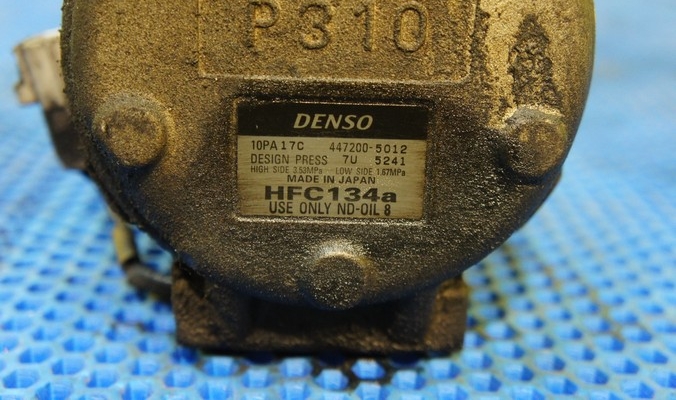 P310
DENSO
10PA17C 447200-5012
DESIGN PRESS 7U 5241
HIGH SIDE 3.53MPa LOW SIDE 1.67MPa
MADE IN JAPAN
HFC134a
USE ONLY ND-OIL 8